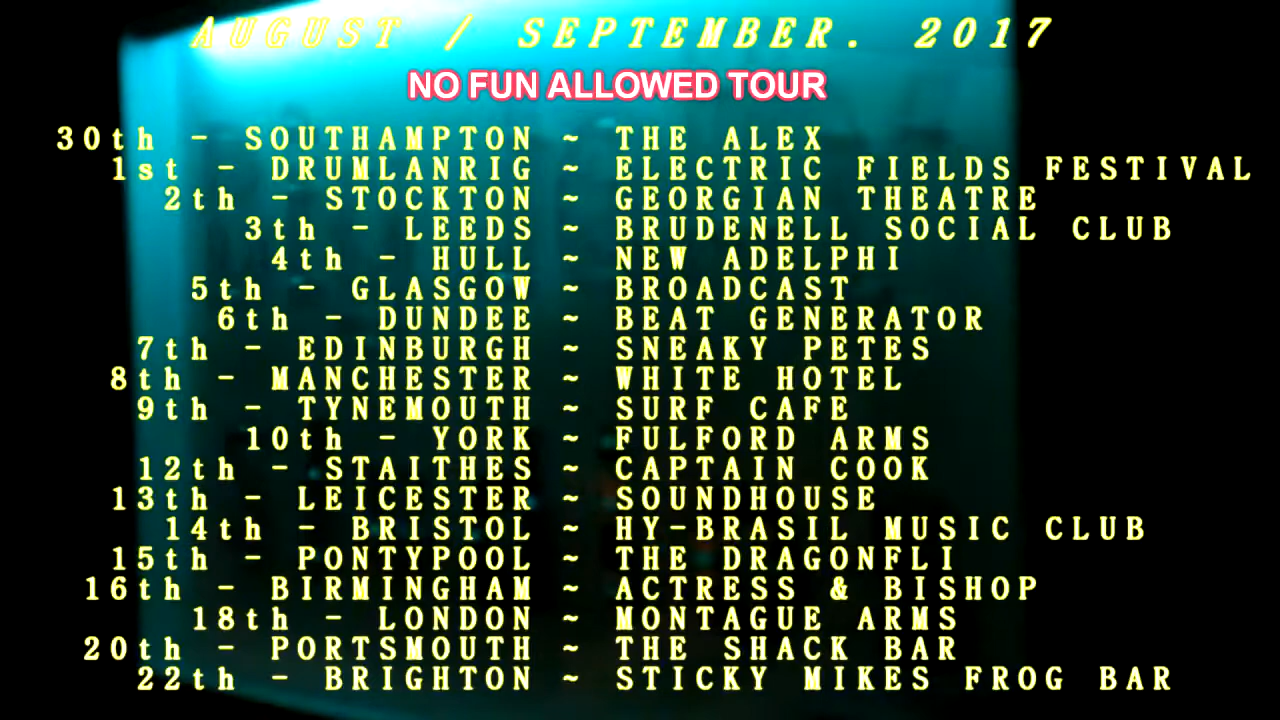 AUGUST / SEPTEMBER. 2017
NO FUN ALLOWED TOUR
30th - SOUTHAMPTON ~ THE ALEX
1st - DRUMLANRIG ~ ELECTRIC FIELDS FESTIVAL
2th - STOCKTON ~ GEORGIAN THEATRE
3th - LEEDS ~ BRUDENELL SOCIAL CLUB
4th - HULL ~ NEW ADELPHI
5th - GLASGOW ~ BROADCAST
6th - DUNDEE ~ BEAT GENERATOR
7th - EDINBURGH ~ SNEAKY PETES
8th - MANCHESTER ~ WHITE HOTEL
9th - TYNEMOUTH ~ SURF CAFE
10th - YORK ~ FULFORD ARMS
12th - STAITHES ~ CAPTAIN COOK
13th - LEICESTER ~ SOUNDHOUSE
14th - BRISTOL ~ HY-BRASIL MUSIC CLUB
15th - PONTYPOOL ~ THE DRAGONFLI
16th - BIRMINGHAM ~ ACTRESS & BISHOP
18th - LONDON ~ MONTAGUE ARMS
20th - PORTSMOUTH ~ THE SHACK BAR
22th - BRIGHTON ~ STICKY MIKES FROG BAR